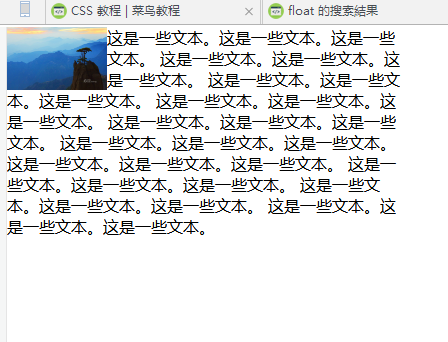 CSS 教程 | 菜鸟教程
float 的搜索結果
这是一些文本。这是一些文本。这是一些
文本。 这是一些文本。这是一些文本。这
是一些文本。 这是一些文本。这是一些文
本。这是一些文本。 这是一些文本。这是一些文本。这
是一些文本。 这是一些文本。这是一些文本。这是一些
文本。 这是一些文本。这是一些文本。这是一些文本。
这是一些文本。这是一些文本。这是一些文本。 这是一
些文本。这是一些文本。这是一些文本。 这是一些文
本。这是一些文本。这是一些文本。 这是一些文本。这
是一些文本。这是一些文本。